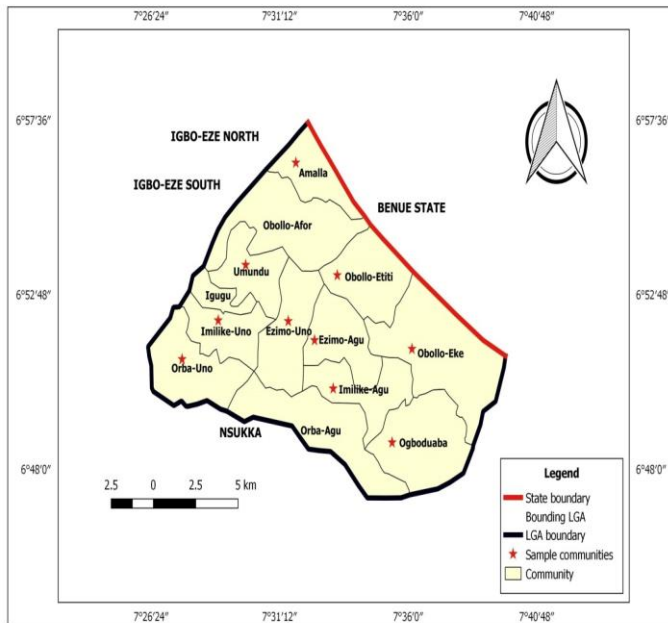 7°26'24" 7°31'12" 7°36'0" 7°40'48"
6°57'36" 6°57'36"
IGBO-EZE NORTH
Amalla
IGBO-EZE SOUTH
BENUE STATE
Obollo-Afor
Umundu
Obollo-Etiti
6°52'48" 6°52'48"
Igugu
Imilike-Uno
Ezimo-Uno
Ezimo-Agu
Obollo-Eke
Orba-Uno
Imilike-Agu
NSUKKA
Orba-Agu
Ogboduaba
6°48'0" 6°48'0"
2.5 0 2.5 5 km
Legend
State boundary
Bounding LGA
LGA boundary
Sample communities
Community
7°26'24" 7°31'12" 7°36'0" 7°40'48"